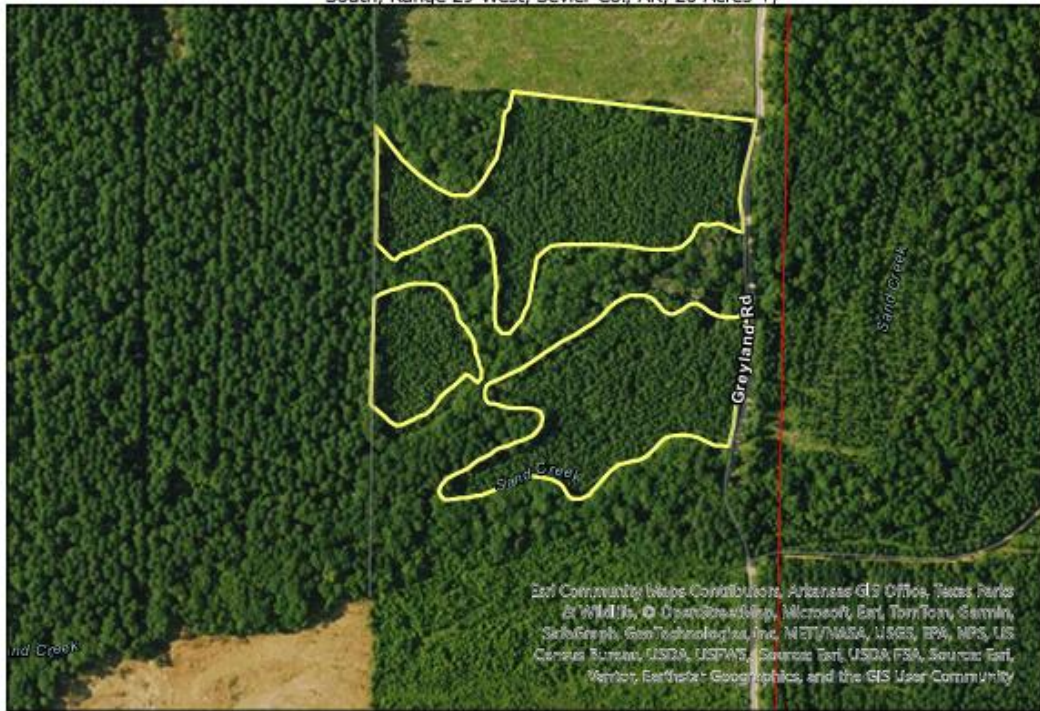 South, Range 29 West, Sevier Co., AR, 20 Acres +/-
Sand Creek
Greyland Rd
Sand Creek
Esri Community Maps Contributors, Arkansas GIS Office, Texas Parks
& Wildlife, © OpenStreetMap, Microsoft, Esri, TomTom, Garmin,
SafeGraph, GeoTechnologies, Inc, METI/NASA, USGS, EPA, NPS, US
Census Bureau, USDA, USFWS, Source: Esri, USDA FSA, Source: Esri,
nd Creek
Vantor, Earthstar Geographics, and the GIS User Community